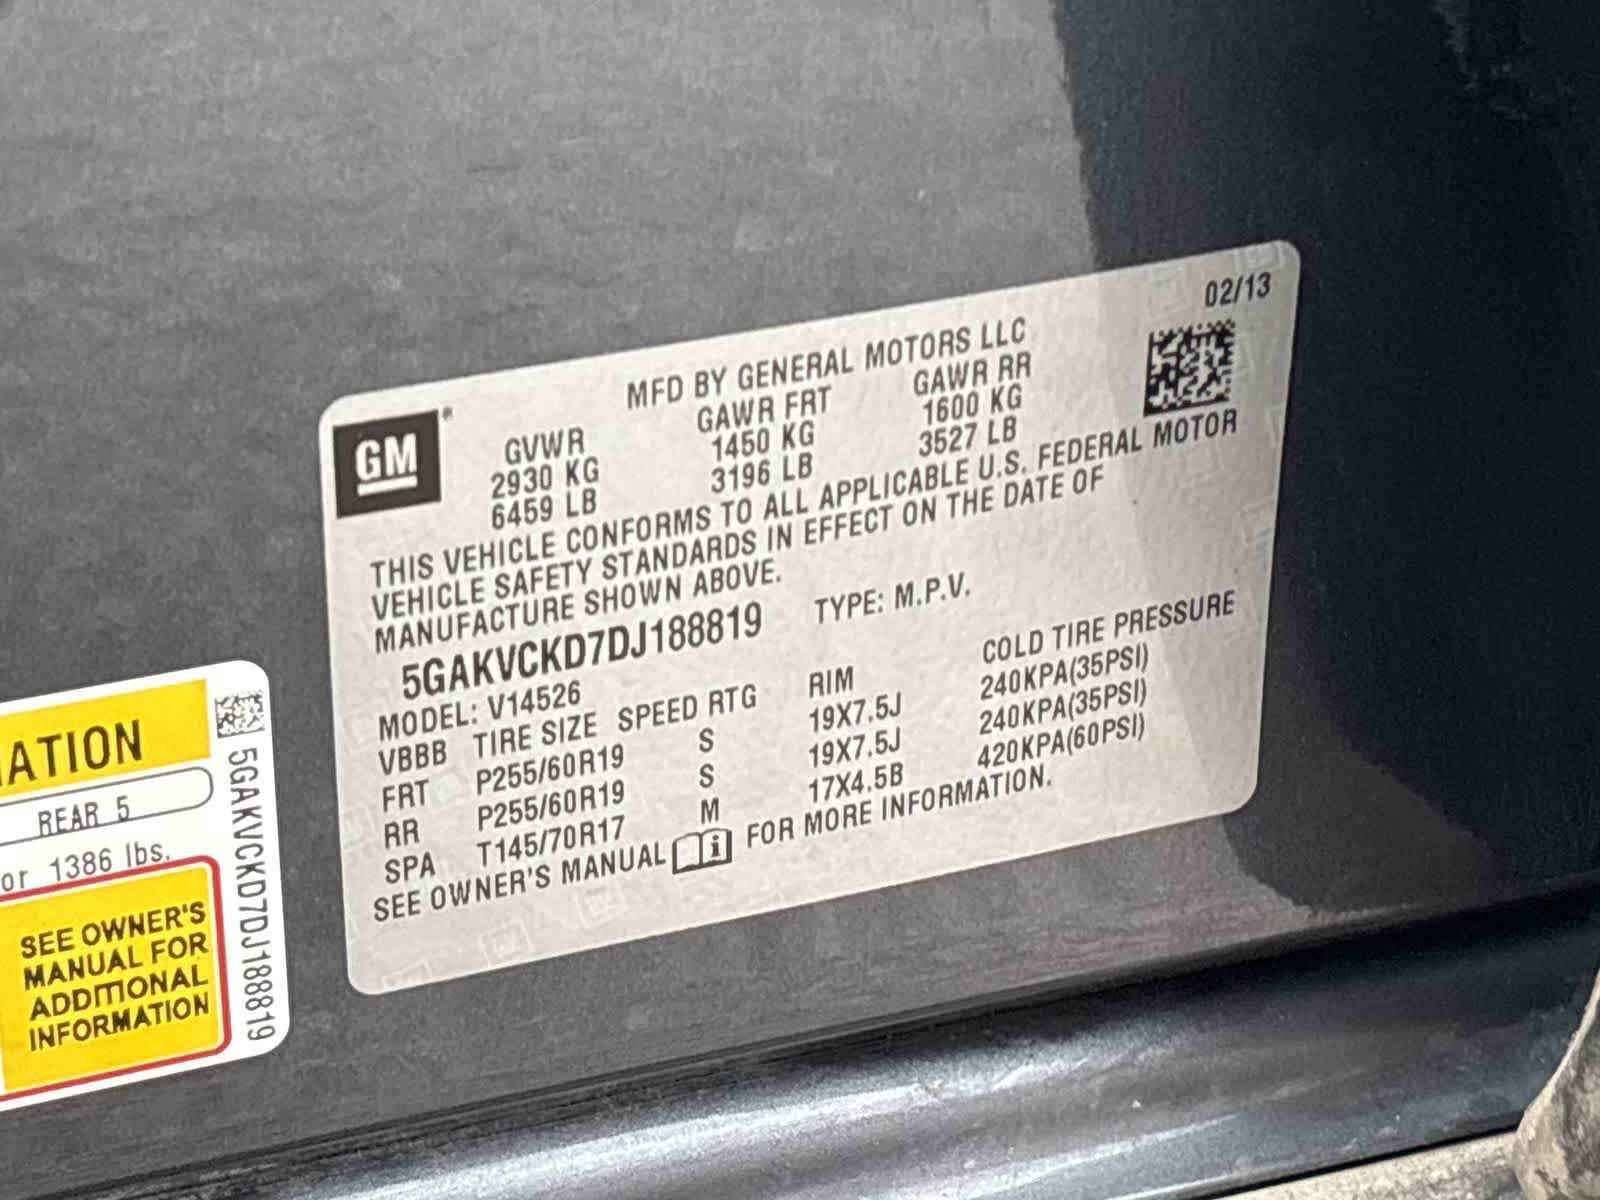 02/13
MFD BY GENERAL MOTORS LLC
GM®
GVWR GAWR FRT GAWR RR
2930 KG 1450 KG 1600 KG
6459 LB 3196 LB 3527 LB
THIS VEHICLE CONFORMS TO ALL APPLICABLE U.S. FEDERAL MOTOR
VEHICLE SAFETY STANDARDS IN EFFECT ON THE DATE OF
MANUFACTURE SHOWN ABOVE.
5GAKVCKD7DJ188819 TYPE: M.P.V.
MODEL: V14526
VBBB TIRE SIZE SPEED RTG RIM COLD TIRE PRESSURE
FRT P255/60R19 S 19X7.5J 240KPA(35PSI)
RR P255/60R19 S 19X7.5J 240KPA(35PSI)
SPA T145/70R17 M 17X4.5B 420KPA(60PSI)
SEE OWNER'S MANUAL i FOR MORE INFORMATION.
ATION
REAR 5
or 1386 lbs.
SEE OWNER'S
MANUAL FOR
ADDITIONAL
INFORMATION
5GAKVCKD7DJ188819